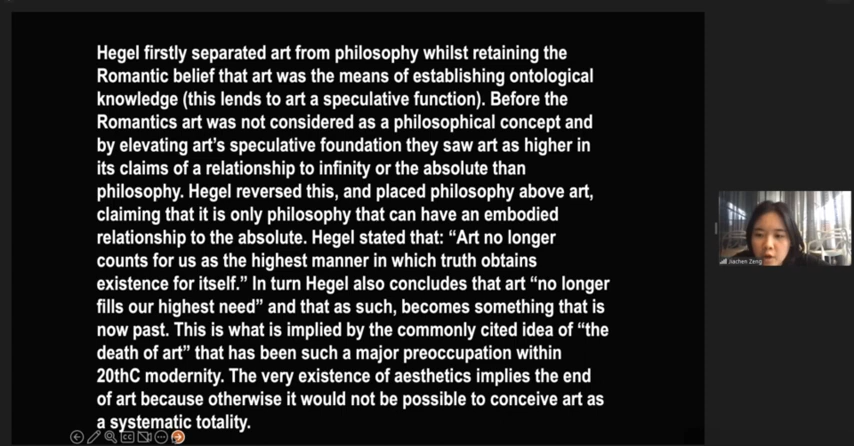 Hegel firstly separated art from philosophy whilst retaining the
Romantic belief that art was the means of establishing ontological
knowledge (this lends to art a speculative function). Before the
Romantics art was not considered as a philosophical concept and
by elevating art’s speculative foundation they saw art as higher in
its claims of a relationship to infinity or the absolute than
philosophy. Hegel reversed this, and placed philosophy above art,
claiming that it is only philosophy that can have an embodied
relationship to the absolute. Hegel stated that: “Art no longer
counts for us as the highest manner in which truth obtains
existence for itself.” In turn Hegel also concludes that art “no longer
fills our highest need” and that as such, becomes something that is
now past. This is what is implied by the commonly cited idea of “the
death of art” that has been such a major preoccupation within
20thC modernity. The very existence of aesthetics implies the end
of art because otherwise it would not be possible to conceive art as
a systematic totality.
Jiachen Zeng